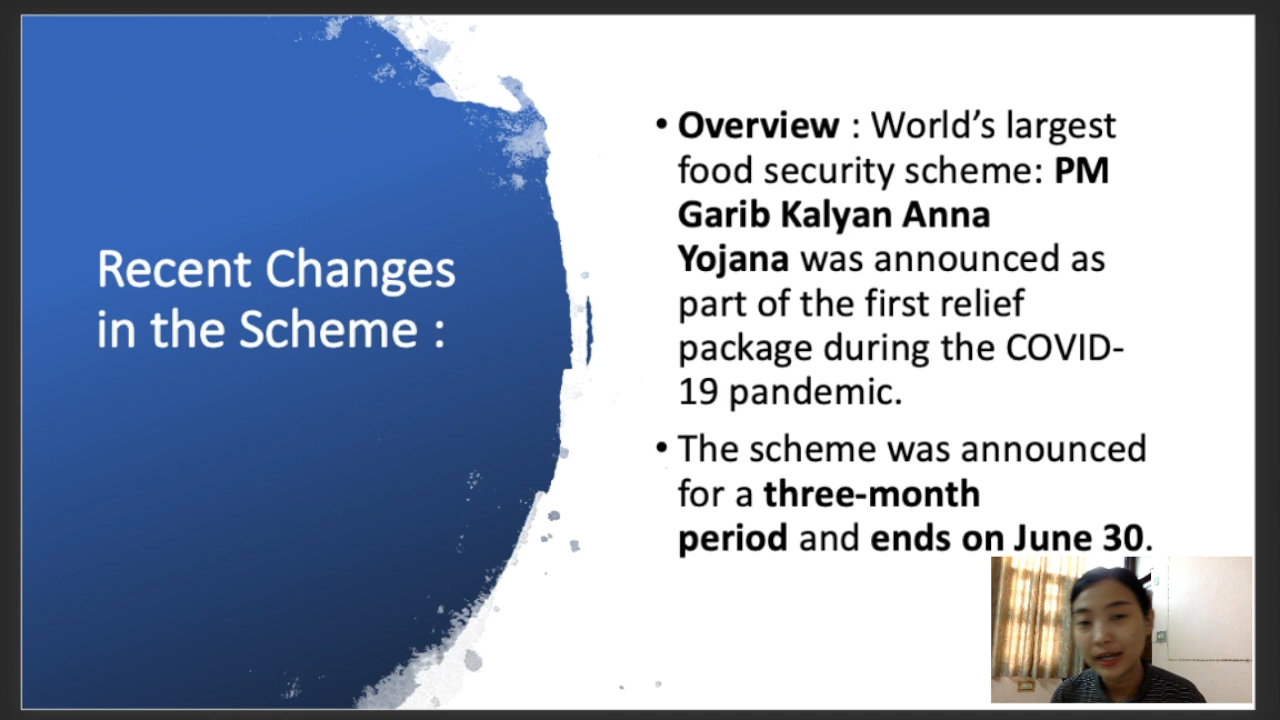 Recent Changes
in the Scheme :
• Overview : World’s largest
food security scheme: PM
Garib Kalyan Anna
Yojana was announced as
part of the first relief
package during the COVID-
19 pandemic.
• The scheme was announced
for a three-month
period and ends on June 30.